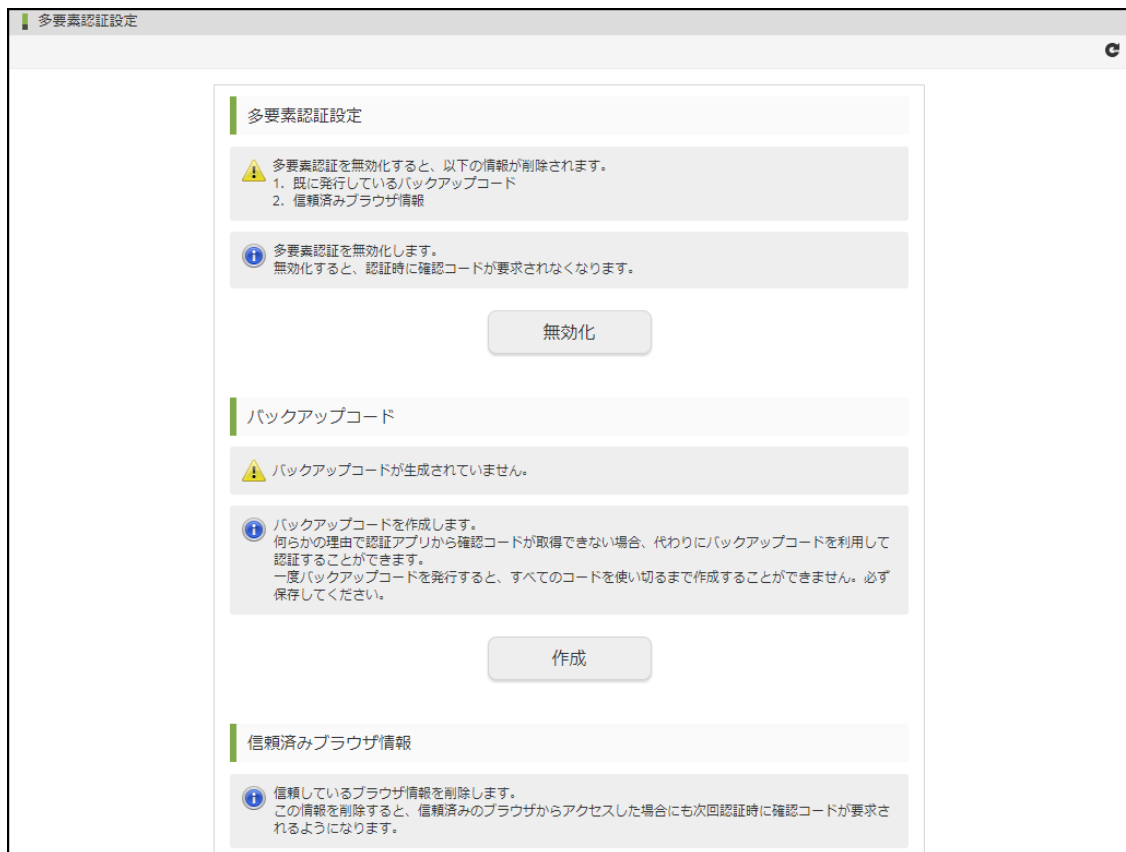 多要素認証設定
多要素認証設定
多要素認証を無効化すると、以下の情報が削除されます。
1. 既に発行しているバックアップコード
2. 信頼済みブラウザ情報
多要素認証を無効化します。
無効化すると、認証時に確認コードが要求されなくなります。
無効化
バックアップコード
バックアップコードが生成されていません。
バックアップコードを作成します。
何らかの理由で認証アプリから確認コードが取得できない場合、代わりにバックアップコードを利用して
認証することができます。
一度バックアップコードを発行すると、すべてのコードを使い切るまで作成することができません。必ず
保存してください。
作成
信頼済みブラウザ情報
信頼しているブラウザ情報を削除します。
この情報を削除すると、信頼済みのブラウザからアクセスした場合にも次回認証時に確認コードが要求さ
れるようになります。